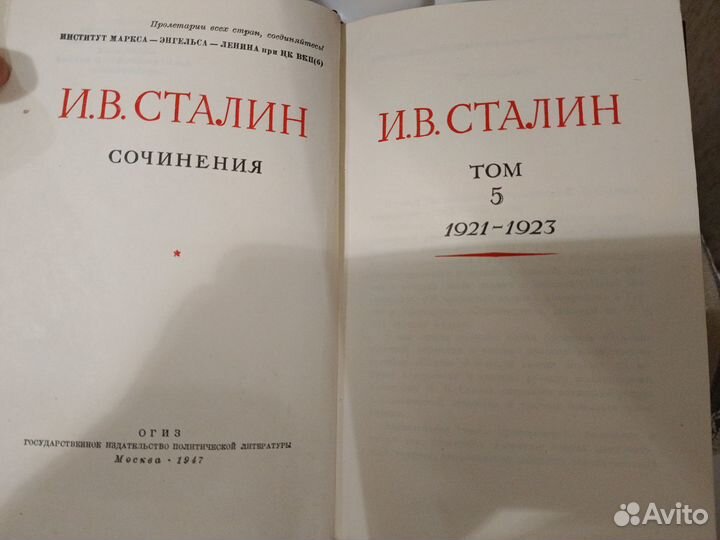 Пролетарии всех стран, соединяйтесь!
ИНСТИТУТ МАРКСА — ЭНГЕЛЬСА — ЛЕНИНА при ЦК ВКП(б)
И.В. СТАЛИН
СОЧИНЕНИЯ
*
ОГИЗ
ГОСУДАРСТВЕННОЕ ИЗДАТЕЛЬСТВО ПОЛИТИЧЕСКОЙ ЛИТЕРАТУРЫ
Москва · 1947
И.В. СТАЛИН
ТОМ
5
1921-1923
Avito